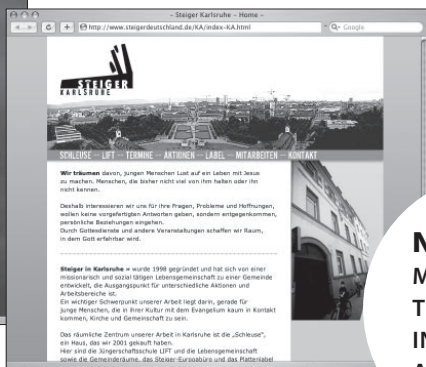 – Steiger Karlsruhe – Home –
http://www.steigerdeutschland.de/KA/index-KA.html
Google
STEIGER
KARLSRUHE
SCHLEUSE -- LIFT -- TERMINE -- AKTIONEN -- LABEL -- MITARBEITEN -- KONTAKT
Wir träumen davon, jungen Menschen Lust auf ein Leben mit Jesus
zu machen. Menschen, die bisher nicht viel von ihm halten oder ihn
nicht kennen.
Deshalb interessieren wir uns für ihre Fragen, Probleme und Hoffnungen,
wollen keine vorgefertigten Antworten geben, sondern entgegenkommen,
persönliche Beziehungen eingehen.
Durch Gottesdienste und andere Veranstaltungen schaffen wir Raum,
in dem Gott erfahrbar wird.
Steiger in Karlsruhe » wurde 1998 gegründet und hat sich von einer
missionarisch und sozial tätigen Lebensgemeinschaft zu einer Gemeinde
entwickelt, die Ausgangspunkt für unterschiedliche Aktionen und
Arbeitsbereiche ist.
Ein wichtiger Schwerpunkt unserer Arbeit liegt darin, gerade für
junge Menschen, die in ihrer Kultur mit dem Evangelium kaum in Kontakt
kommen, Kirche und Gemeinschaft zu sein.
Das räumliche Zentrum unserer Arbeit in Karlsruhe ist die „Schleuse“,
ein Haus, das wir 2001 gekauft haben.
Hier sind die Jüngerschaftsschule LIFT und die Lebensgemeinschaft
sowie die Gemeinderäume, das Steiger-Eurobüro und das Plattenlabel
N
M
T
IN